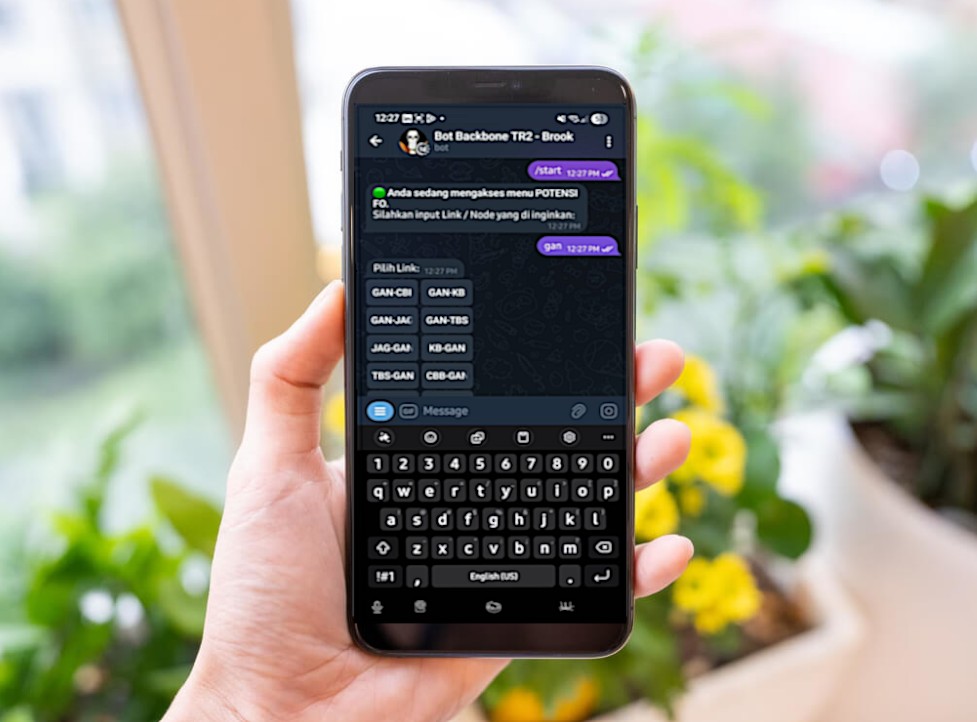 12:27
Bot Backbone TR2 - Brook
bot
/start 12:27 PM
Anda sedang mengakses menu POTENSI
FO.
Silahkan input Link / Node yang di inginkan:
12:27 PM
gan 12:27 PM
Pilih Link: 12:27 PM
GAN-CBB GAN-KB
GAN-JAG GAN-TBS
JAG-GAN KB-GAN
TBS-GAN CBB-GAN
GIF Message
1 2 3 4 5 6 7 8 9 0
q w e r t y u i o p
a s d f g h j k l
z x c v b n m
!#1 , English (US) .